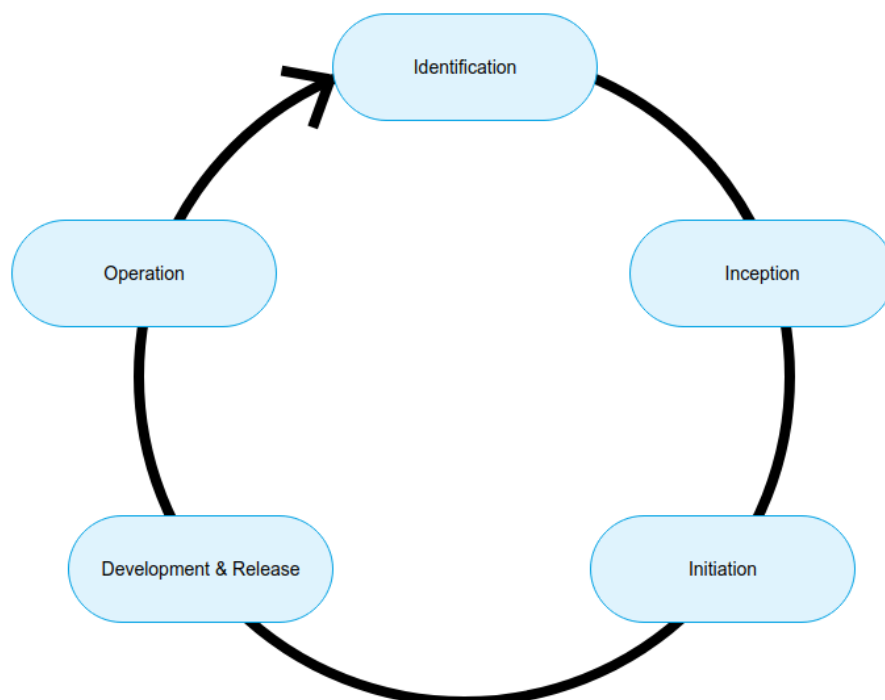 Identification
Inception
Initiation
Development & Release
Operation